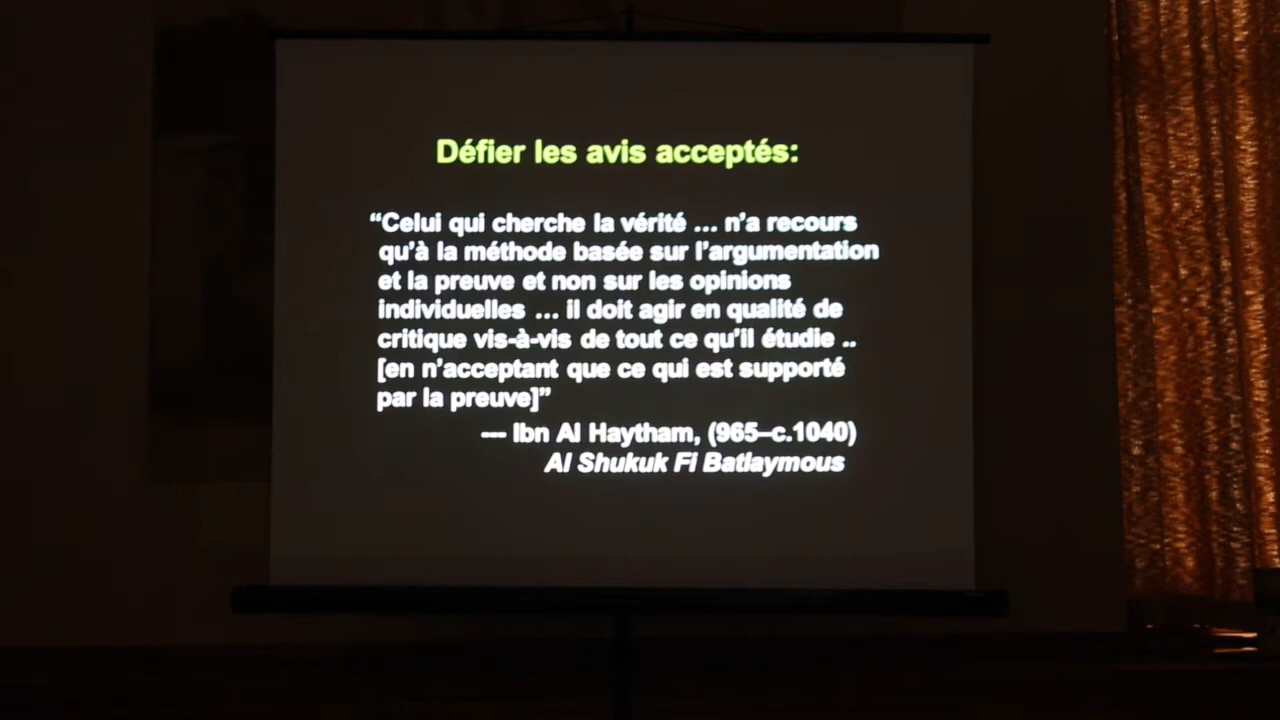 Défier les avis acceptés:
“Celui qui cherche la vérité ... n’a recours
qu’à la méthode basée sur l’argumentation
et la preuve et non sur les opinions
individuelles ... il doit agir en qualité de
critique vis-à-vis de tout ce qu’il étudie ..
[en n’acceptant que ce qui est supporté
par la preuve]”
--- Ibn Al Haytham, (965–c.1040)
Al Shukuk Fi Batlaymous